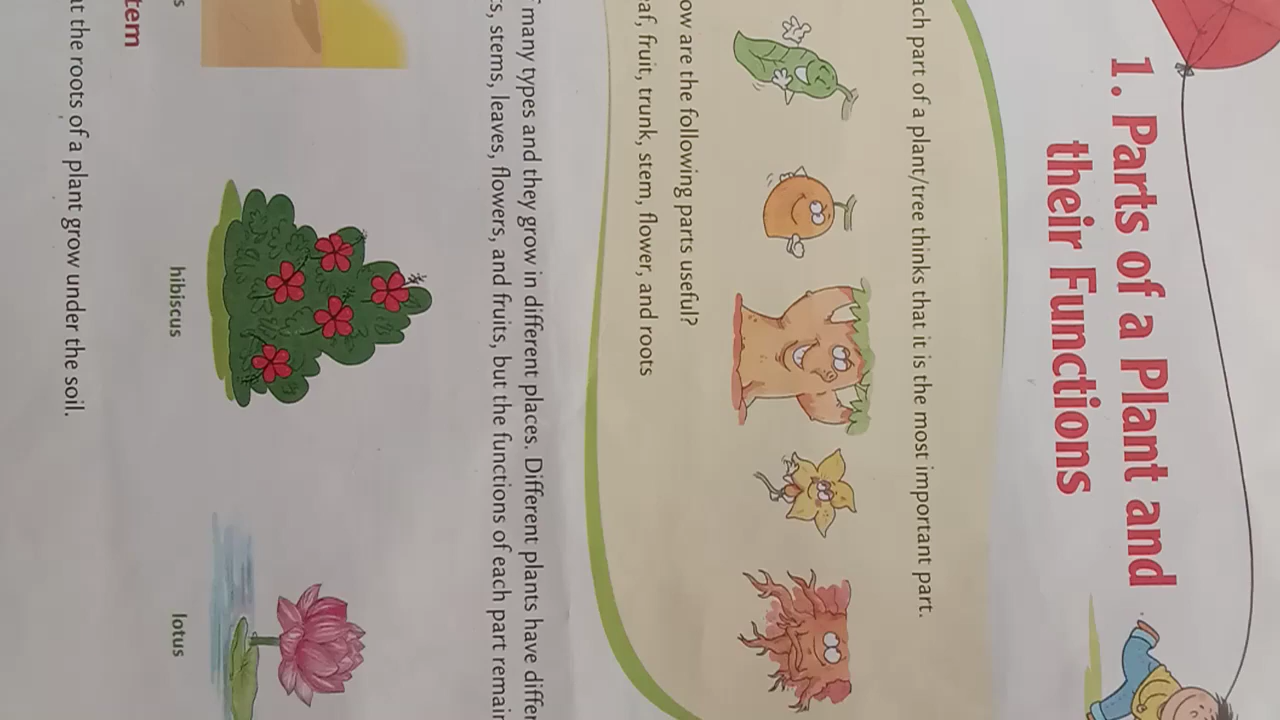 1. Parts of a Plant and
their Functions
ach part of a plant/tree thinks that it is the most important part.
ow are the following parts useful?
af, fruit, trunk, stem, flower, and roots
many types and they grow in different places. Different plants have differ
s, stems, leaves, flowers, and fruits, but the functions of each part remain
s hibiscus lotus
tem
at the roots of a plant grow under the soil.